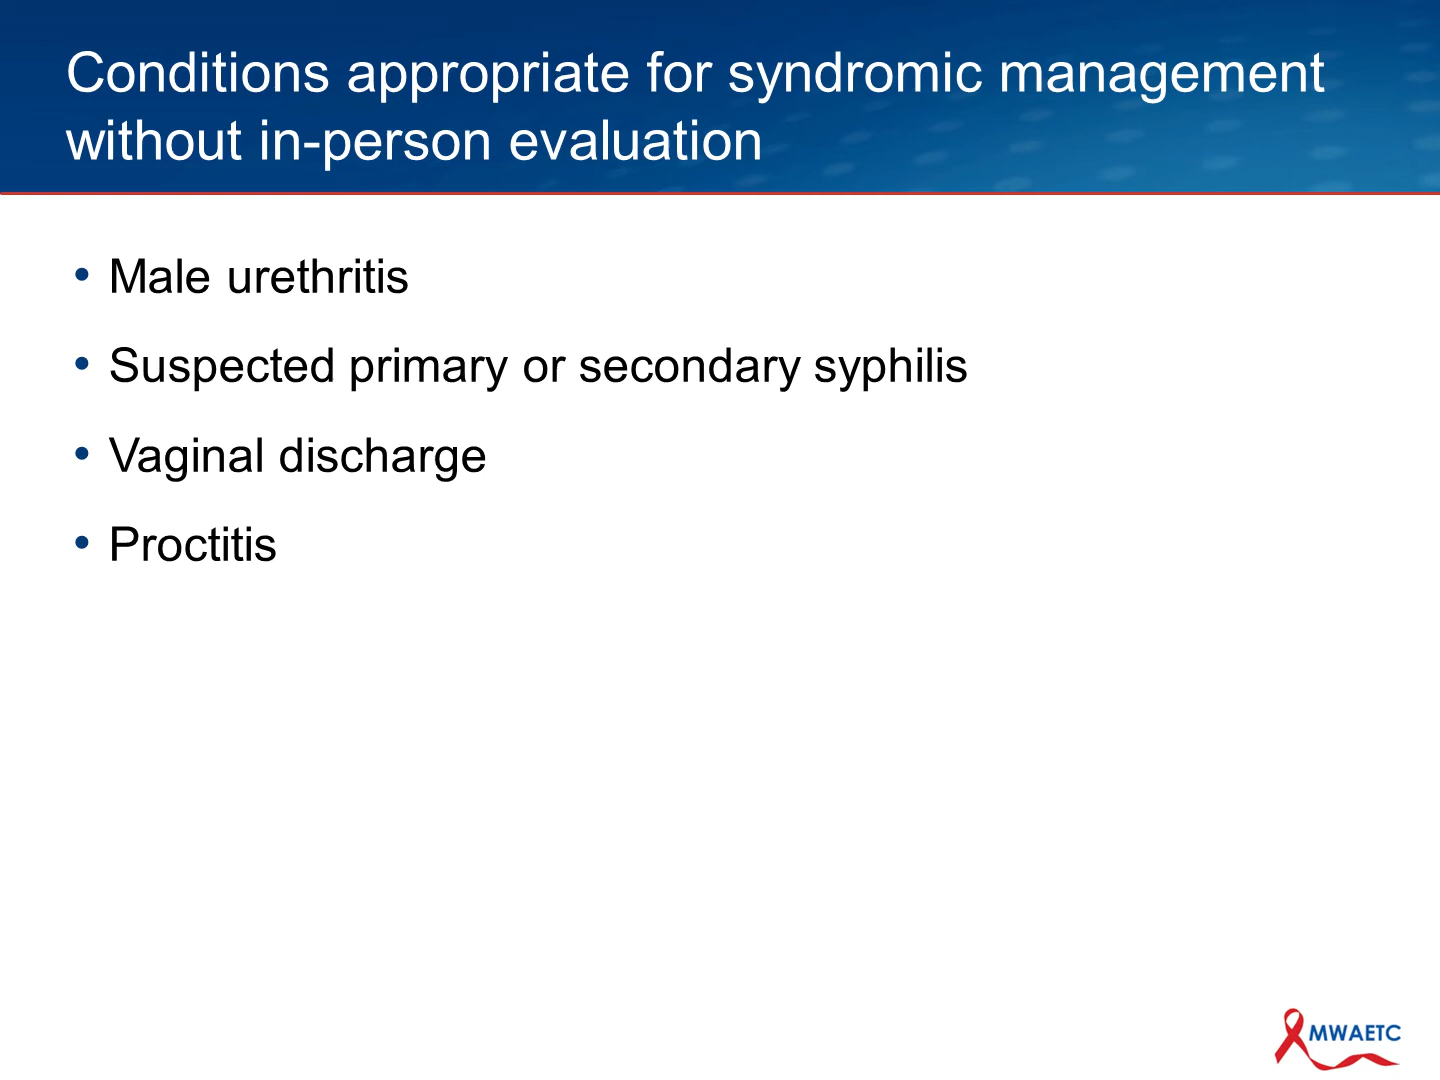 Conditions appropriate for syndromic management
without in-person evaluation
• Male urethritis
• Suspected primary or secondary syphilis
• Vaginal discharge
• Proctitis
MWAETC